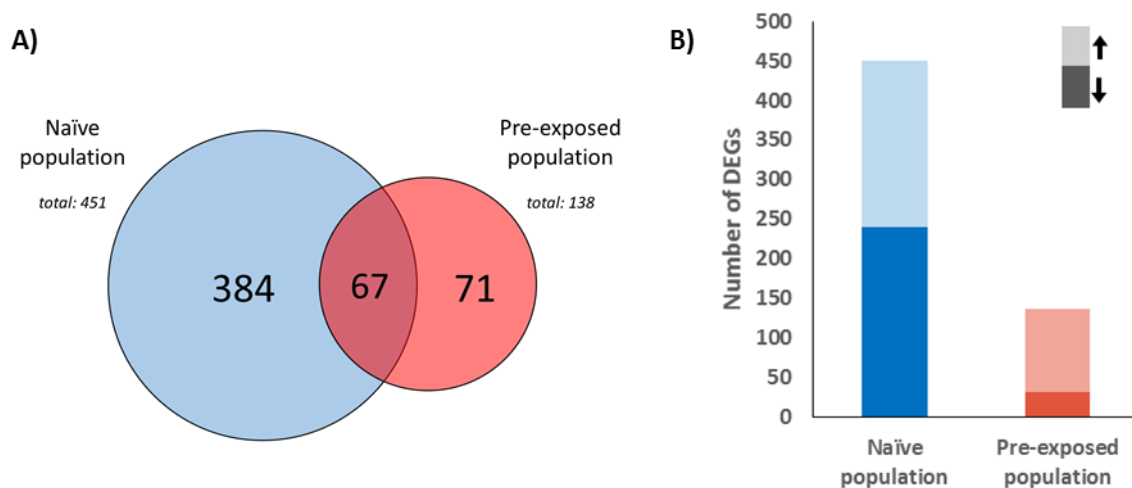 A)
Naïve
population
total: 451
Pre-exposed
population
total: 138
384
67
71
B)
Number of DEGs
500
450
400
350
300
250
200
150
100
50
0
Naïve
population
Pre-exposed
population